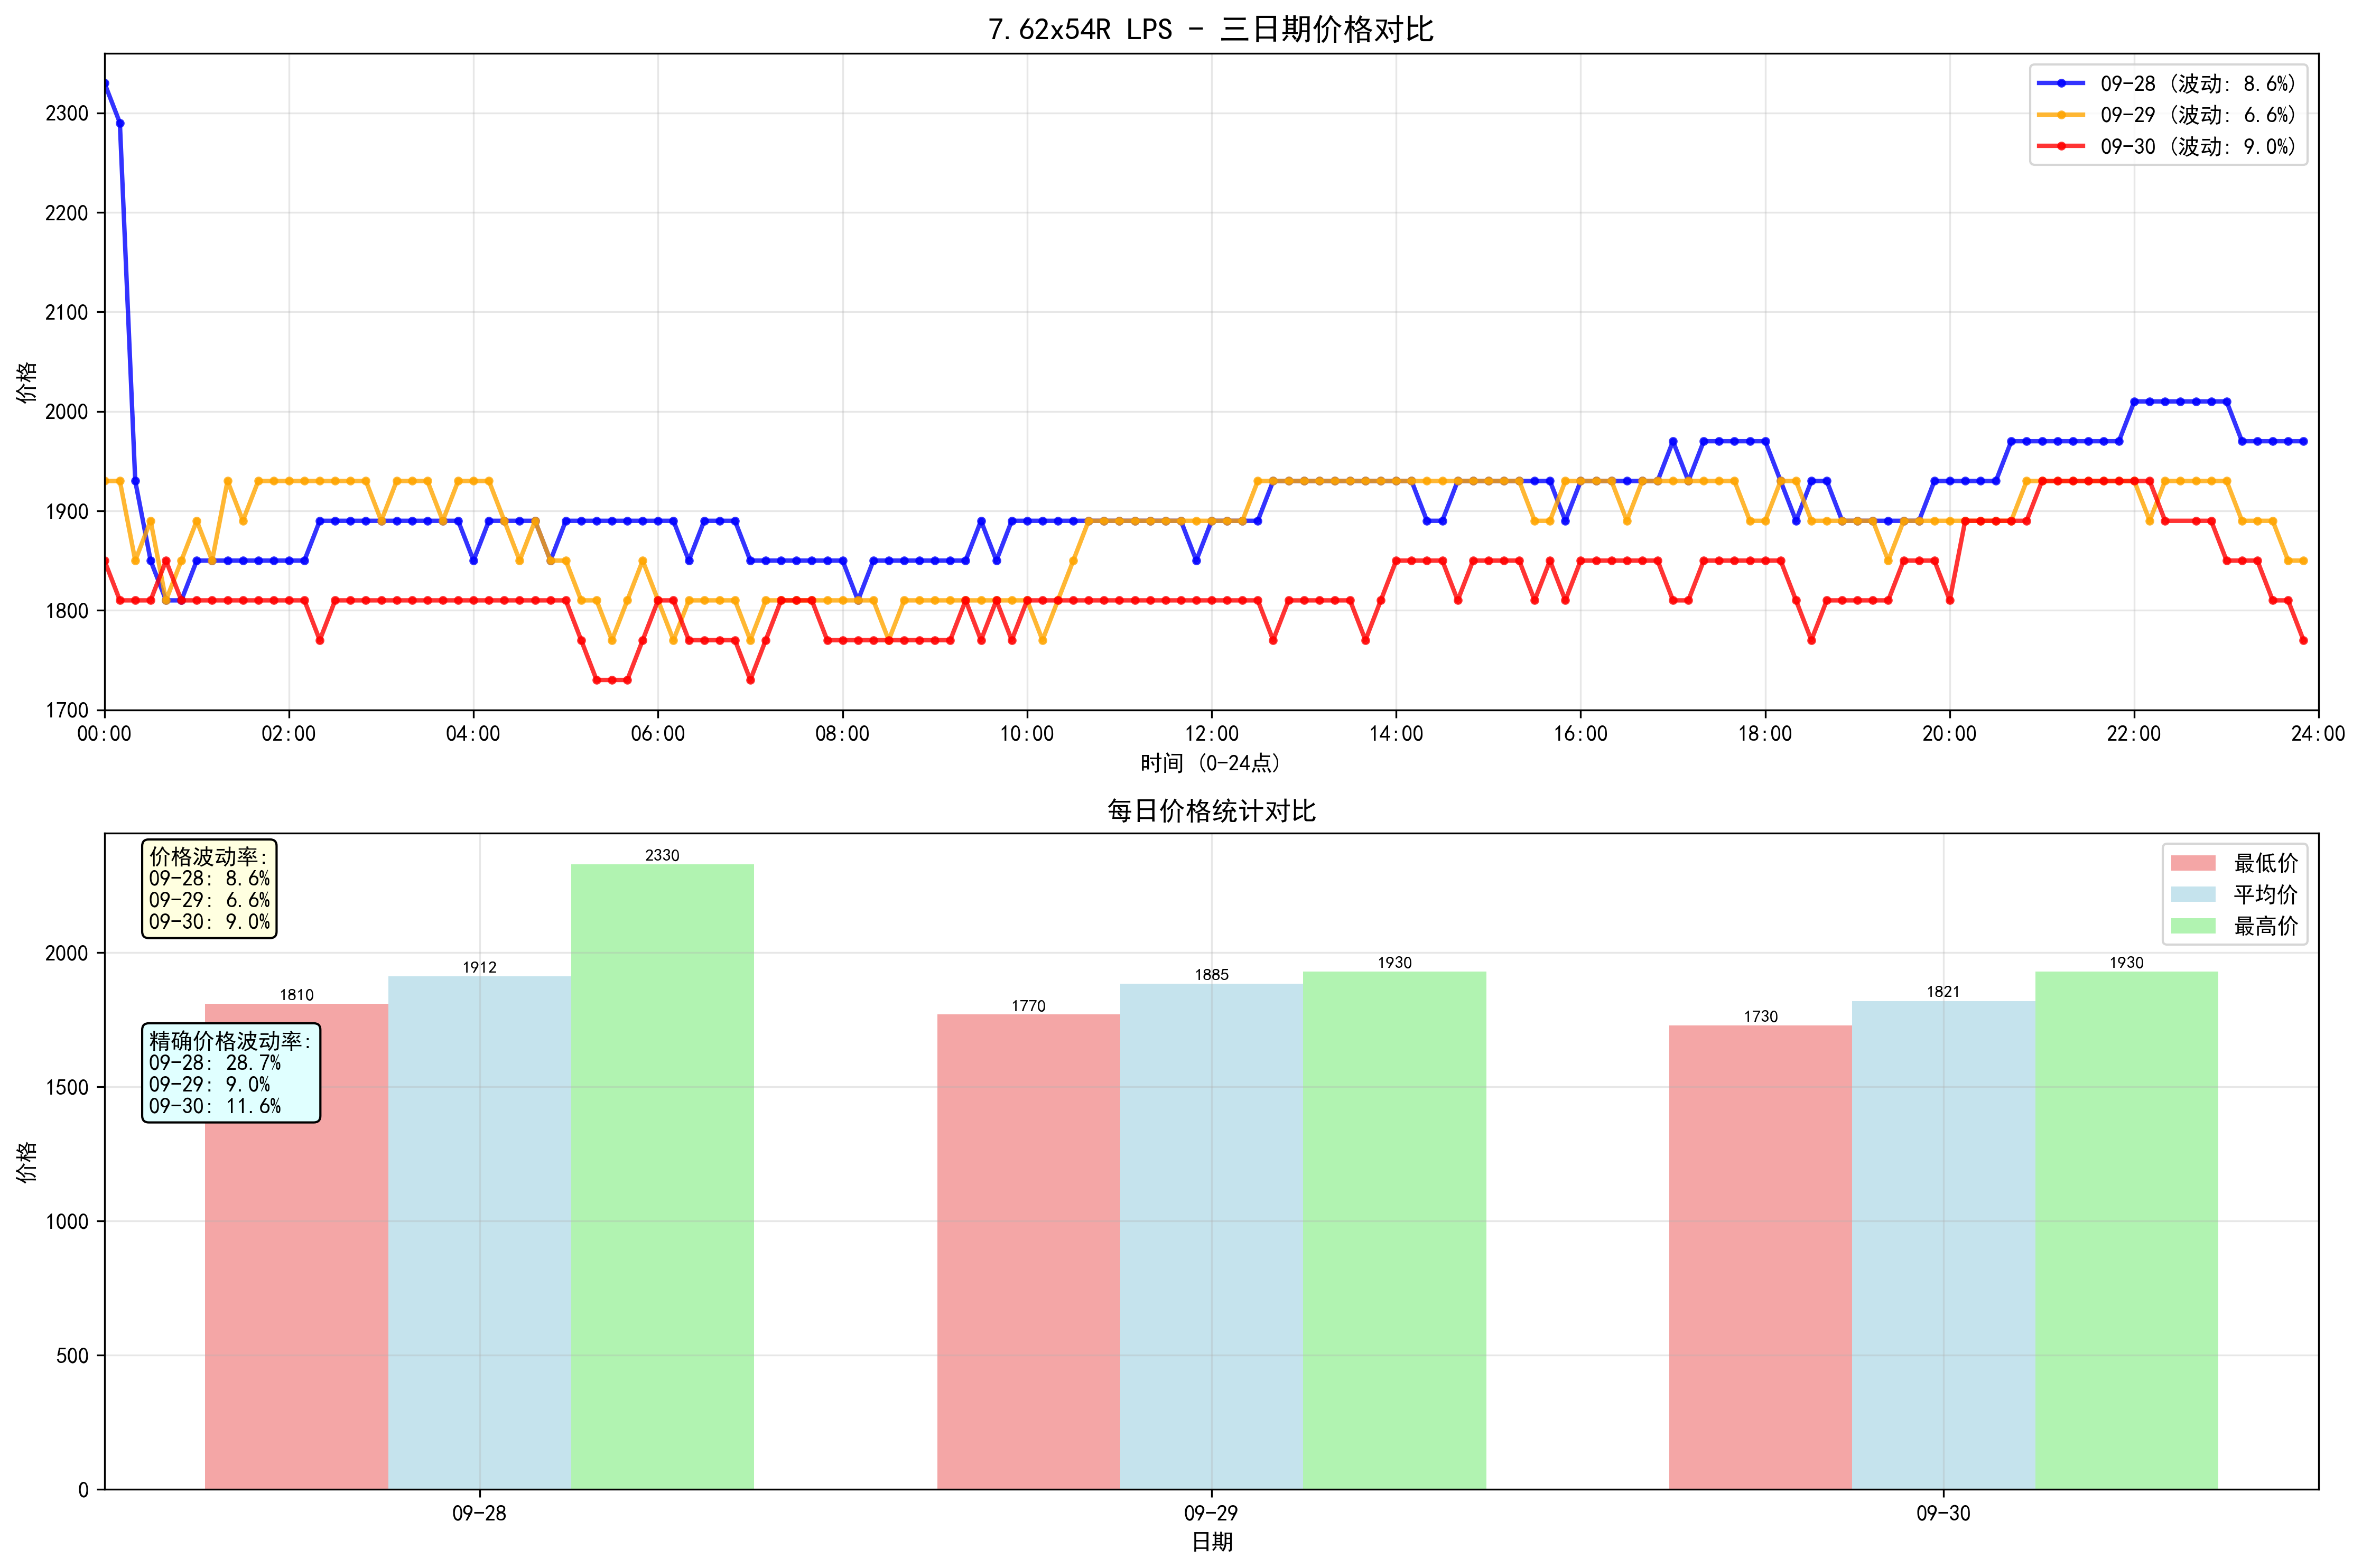 7.62x54R LPS - 三日期价格对比
09-28 (波动: 8.6%)
09-29 (波动: 6.6%)
09-30 (波动: 9.0%)
价格
2300
2200
2100
2000
1900
1800
1700
00:00 02:00 04:00 06:00 08:00 10:00 12:00 14:00 16:00 18:00 20:00 22:00 24:00
时间 (0-24点)
每日价格统计对比
价格波动率:
09-28: 8.6%
09-29: 6.6%
09-30: 9.0%
精确价格波动率:
09-28: 28.7%
09-29: 9.0%
09-30: 11.6%
最低价
平均价
最高价
1810 1912 2330 1770 1885 1930 1730 1821 1930
价格
2000
1500
1000
500
0
09-28 09-29 09-30
日期